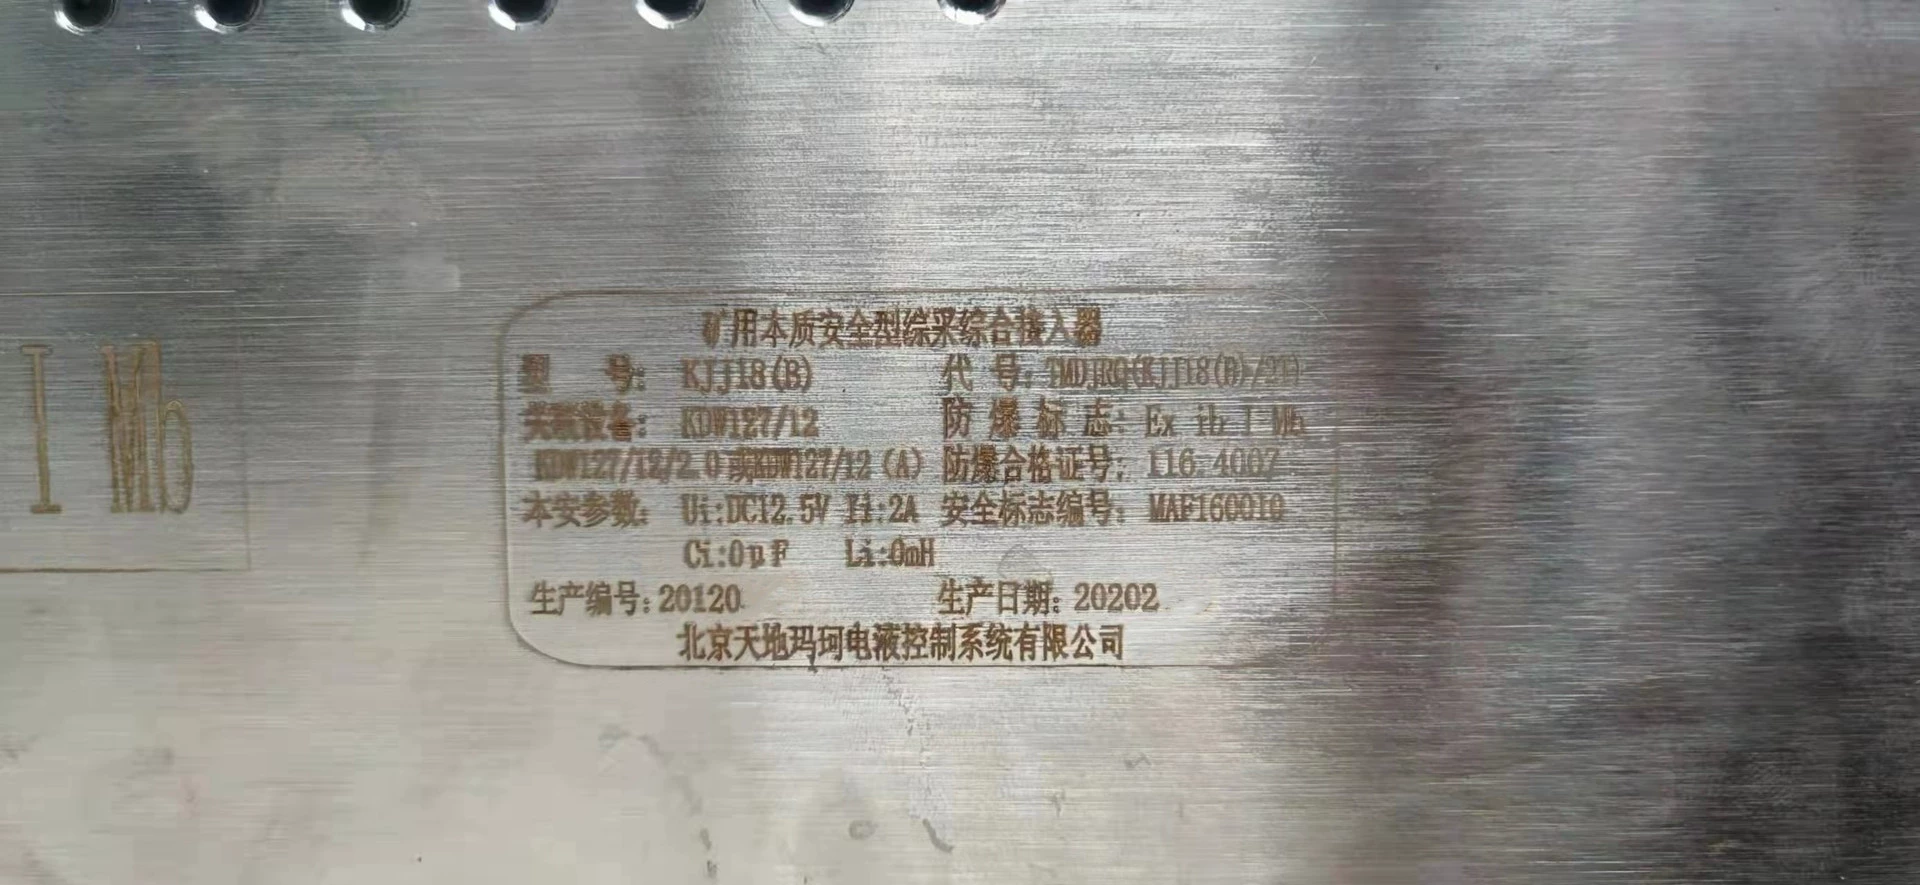 I Mb
矿用本质安全型综采综合接入器
型 号: KJJ18(B) 代 号: TMDJRQ(KJJ18(B)/21)
关联设备: KDW127/12 防 爆 标 志: Ex ib I Mb
KDW127/12/2.0或KDW127/12(A) 防爆合格证号: 116.4007
本安参数: Ui:DC12.5V Ii:2A 安全标志编号: MAF160010
Ci:0μF Li:0mH
生产编号:20120 生产日期: 20202
北京天地玛珂电液控制系统有限公司